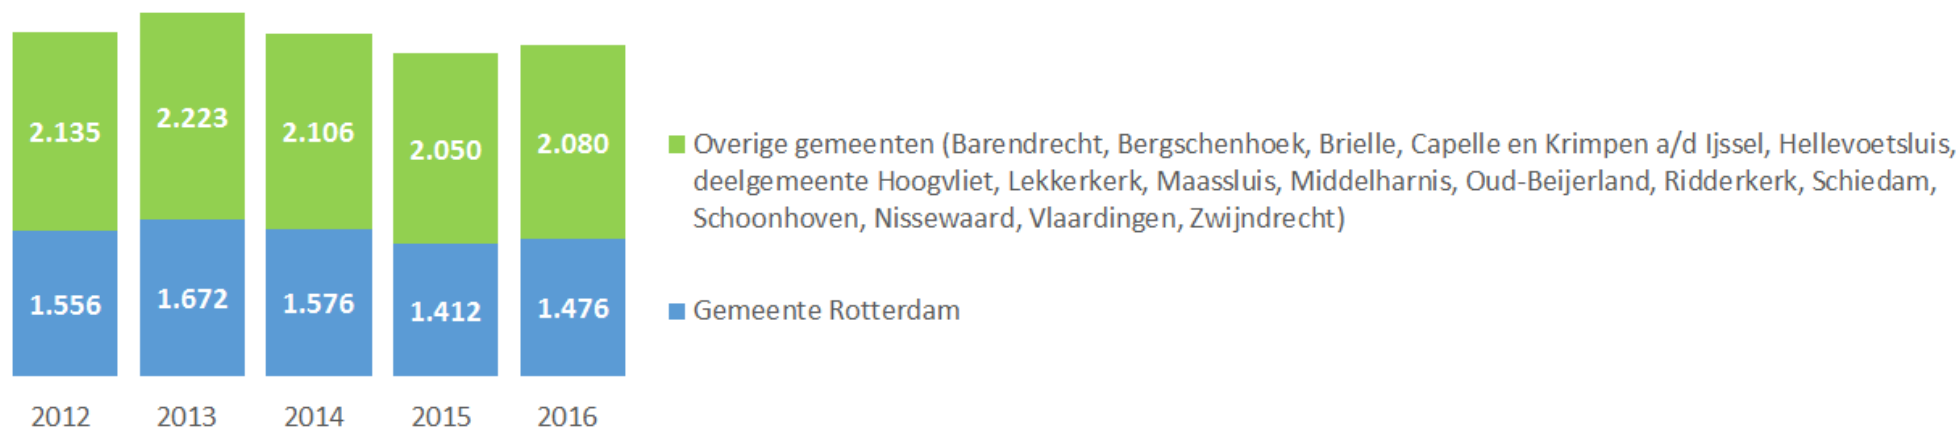 2.135 2.223 2.106 2.050 2.080
1.556 1.672 1.576 1.412 1.476
2012 2013 2014 2015 2016
Overige gemeenten (Barendrecht, Bergschenhoek, Brielle, Capelle en Krimpen a/d Ijssel, Hellevoetsluis,
deelgemeente Hoogvliet, Lekkerkerk, Maassluis, Middelharnis, Oud-Beijerland, Ridderkerk, Schiedam,
Schoonhoven, Nissewaard, Vlaardingen, Zwijndrecht)
Gemeente Rotterdam